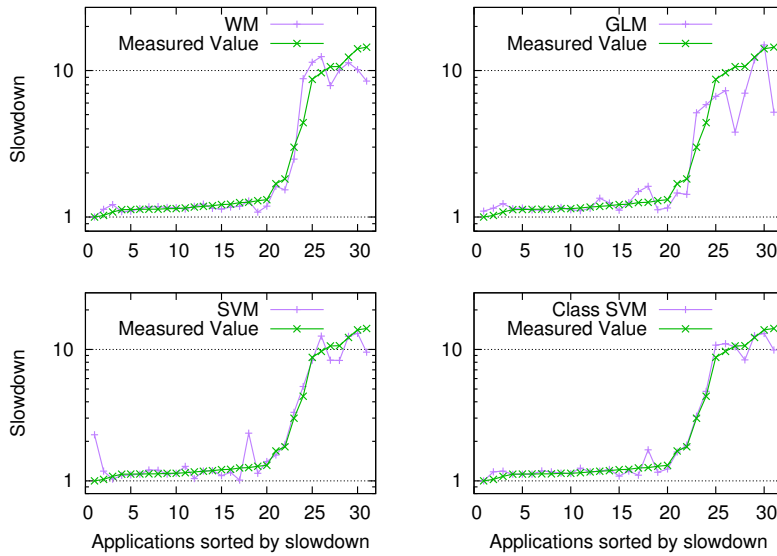 WM
Measured Value
Slowdown
10
1
0 5 10 15 20 25 30
GLM
Measured Value
10
1
0 5 10 15 20 25 30
SVM
Measured Value
Slowdown
10
1
0 5 10 15 20 25 30
Applications sorted by slowdown
Class SVM
Measured Value
10
1
0 5 10 15 20 25 30
Applications sorted by slowdown